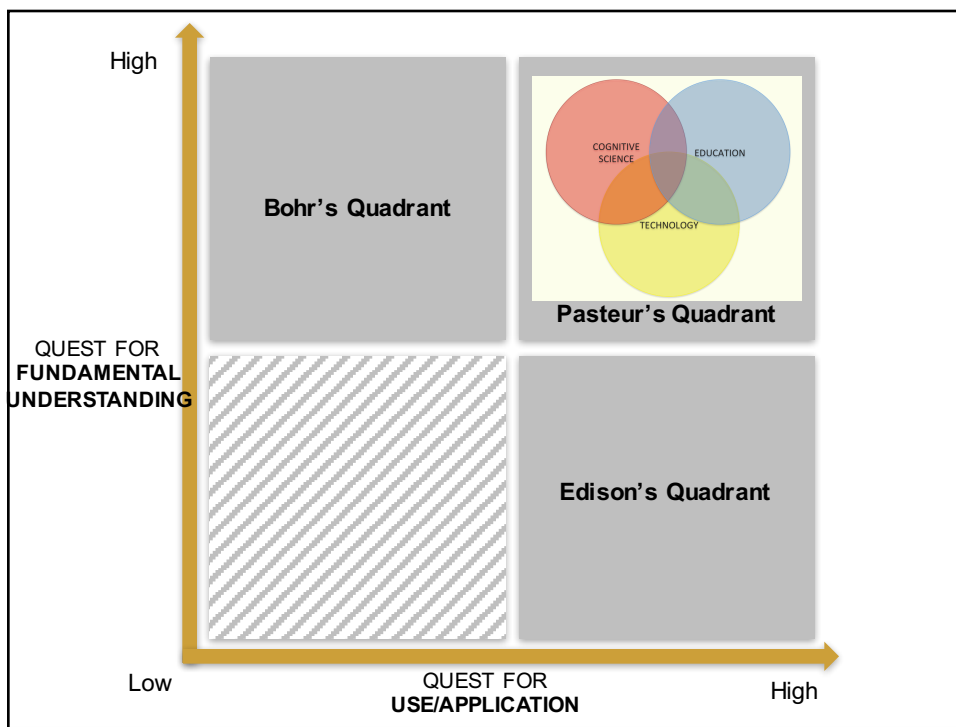 High
Bohr's Quadrant
COGNITIVE
SCIENCE
EDUCATION
TECHNOLOGY
Pasteur's Quadrant
QUEST FOR
FUNDAMENTAL
UNDERSTANDING
Edison's Quadrant
Low
QUEST FOR
USE/APPLICATION
High